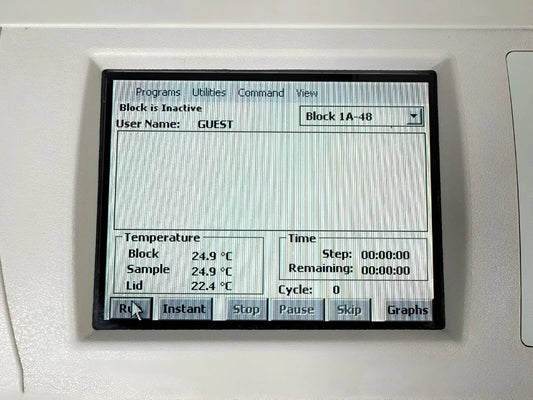 Programs Utilities Command View
Block is Inactive
Block 1A-48
User Name: GUEST
Temperature
Block 24.9 °C
Sample 24.9 °C
Lid 22.4 °C
Time
Step: 00:00:00
Remaining: 00:00:00
Cycle: 0
Run Instant Stop Pause Skip Graphs